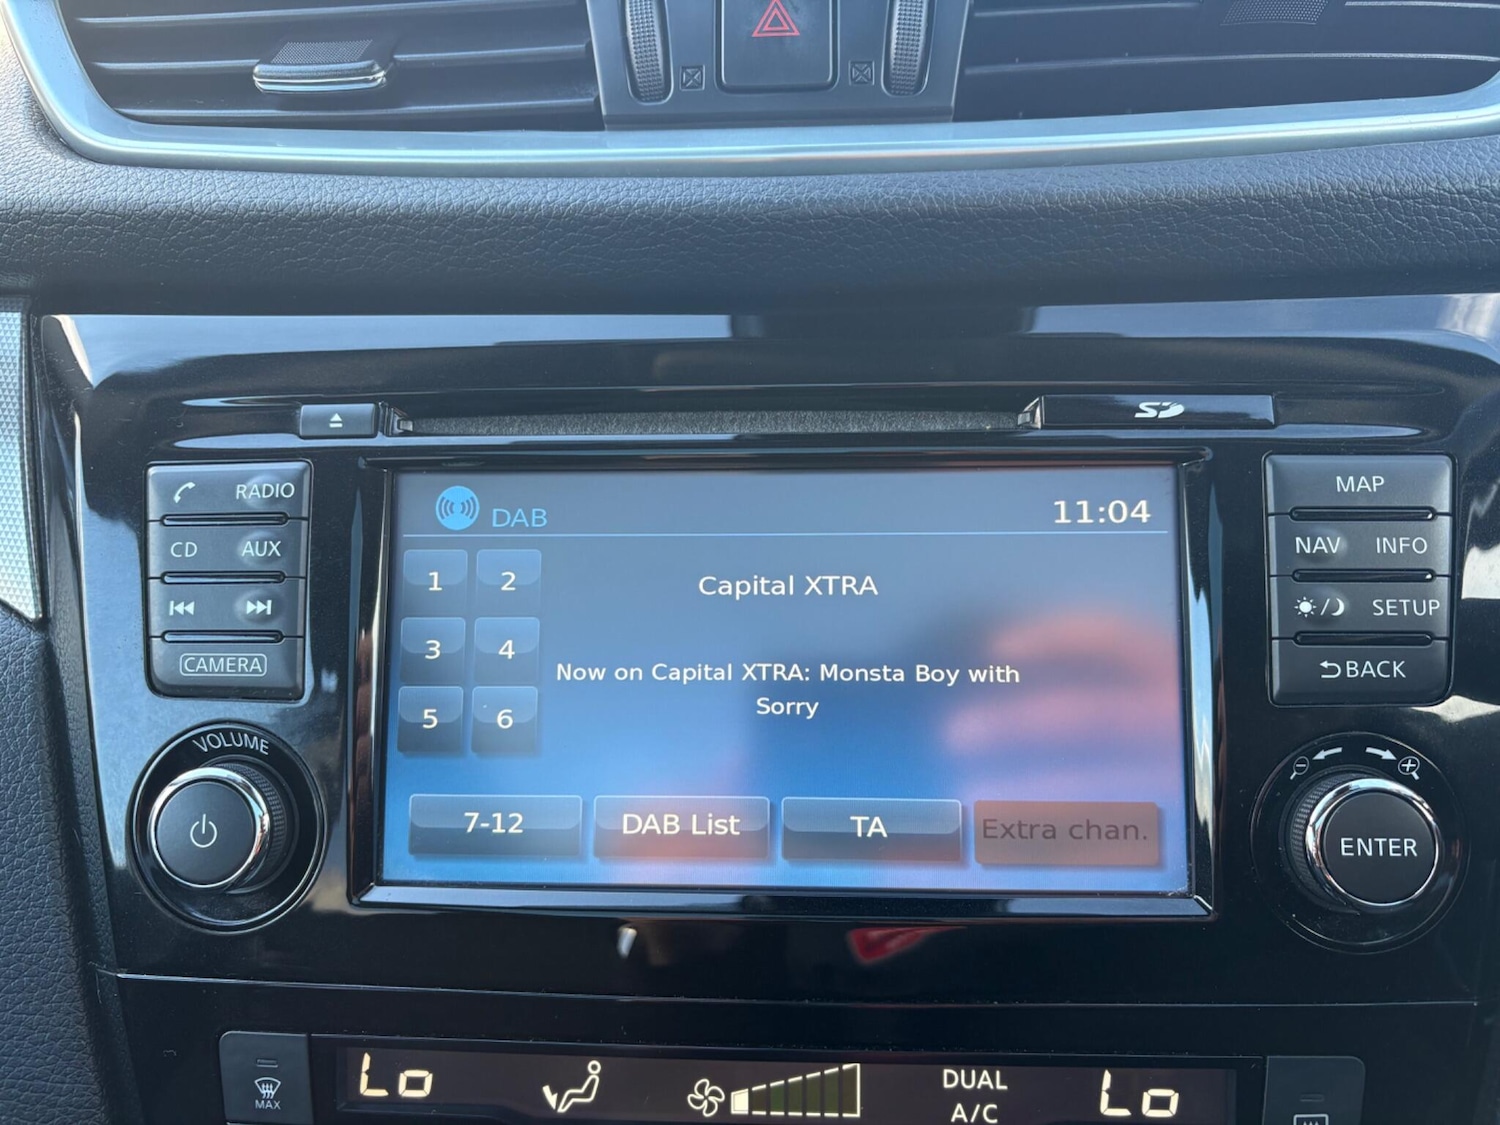 SD
RADIO
CD AUX
CAMERA
VOLUME
DAB 11:04
1 2
3 4
5 6
Capital XTRA
Now on Capital XTRA: Monsta Boy with
Sorry
7-12 DAB List TA Extra chan.
MAP
NAV INFO
SETUP
BACK
ENTER
MAX
Lo
DUAL
A/C
Lo